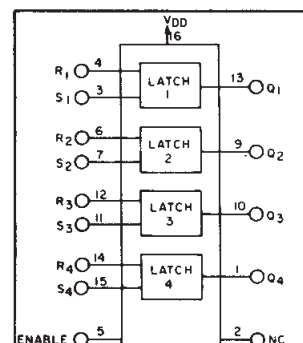 VDD
16
R1 4
S1 3
LATCH
1
13 Q1
R2 6
S2 7
LATCH
2
9 Q2
R3 12
S3 11
LATCH
3
10 Q3
R4 14
S4 15
LATCH
4
1 Q4
ENABLE 5
2 NC